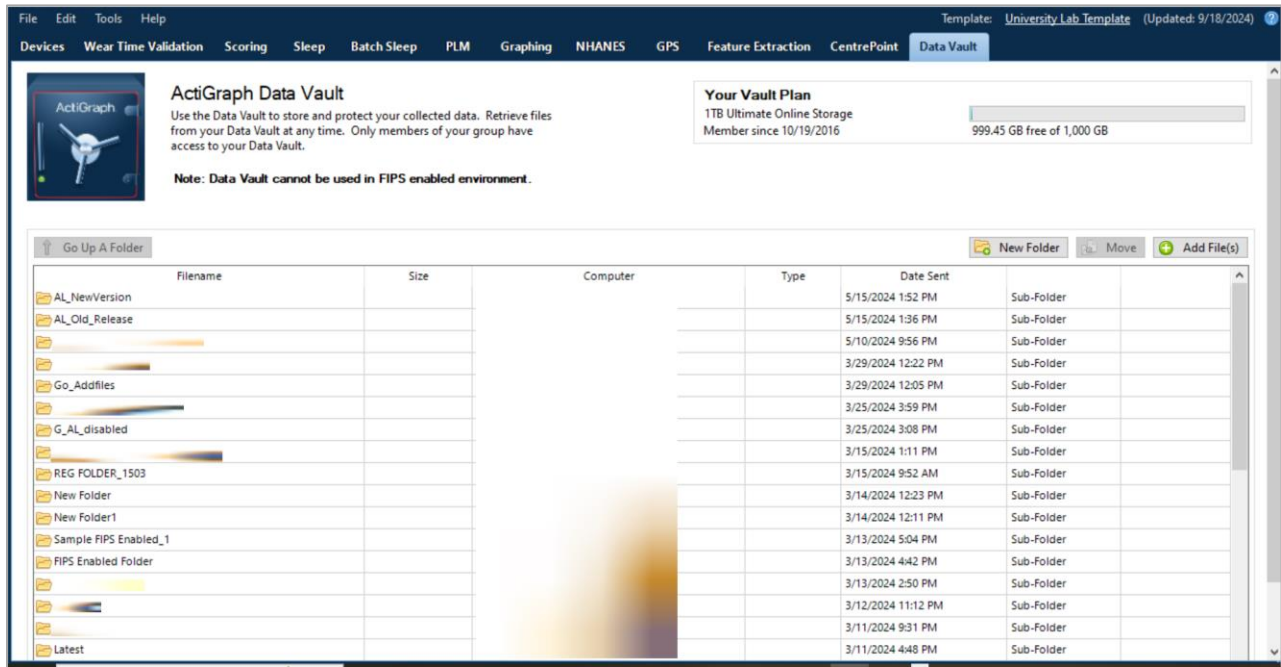 File Edit Tools Help Template: University Lab Template (Updated: 9/18/2024) ?
Devices Wear Time Validation Scoring Sleep Batch Sleep PLM Graphing NHANES GPS Feature Extraction CentrePoint Data Vault
ActiGraph
ActiGraph Data Vault
Use the Data Vault to store and protect your collected data. Retrieve files
from your Data Vault at any time. Only members of your group have
access to your Data Vault.
Note: Data Vault cannot be used in FIPS enabled environment.
Your Vault Plan
1TB Ultimate Online Storage
Member since 10/19/2016 999.45 GB free of 1,000 GB
Go Up A Folder New Folder Move Add File(s)
Filename Size Computer Type Date Sent
AL_NewVersion 5/15/2024 1:52 PM Sub-Folder
AL_Old_Release 5/15/2024 1:36 PM Sub-Folder
5/10/2024 9:56 PM Sub-Folder
3/29/2024 12:22 PM Sub-Folder
Go_Addfiles 3/29/2024 12:05 PM Sub-Folder
3/25/2024 3:59 PM Sub-Folder
G_AL_disabled 3/25/2024 3:08 PM Sub-Folder
3/15/2024 1:11 PM Sub-Folder
REG FOLDER_1503 3/15/2024 9:52 AM Sub-Folder
New Folder 3/14/2024 12:23 PM Sub-Folder
New Folder1 3/14/2024 12:11 PM Sub-Folder
Sample FIPS Enabled_1 3/13/2024 5:04 PM Sub-Folder
FIPS Enabled Folder 3/13/2024 4:42 PM Sub-Folder
3/13/2024 2:50 PM Sub-Folder
3/12/2024 11:12 PM Sub-Folder
3/11/2024 9:31 PM Sub-Folder
Latest 3/11/2024 4:48 PM Sub-Folder